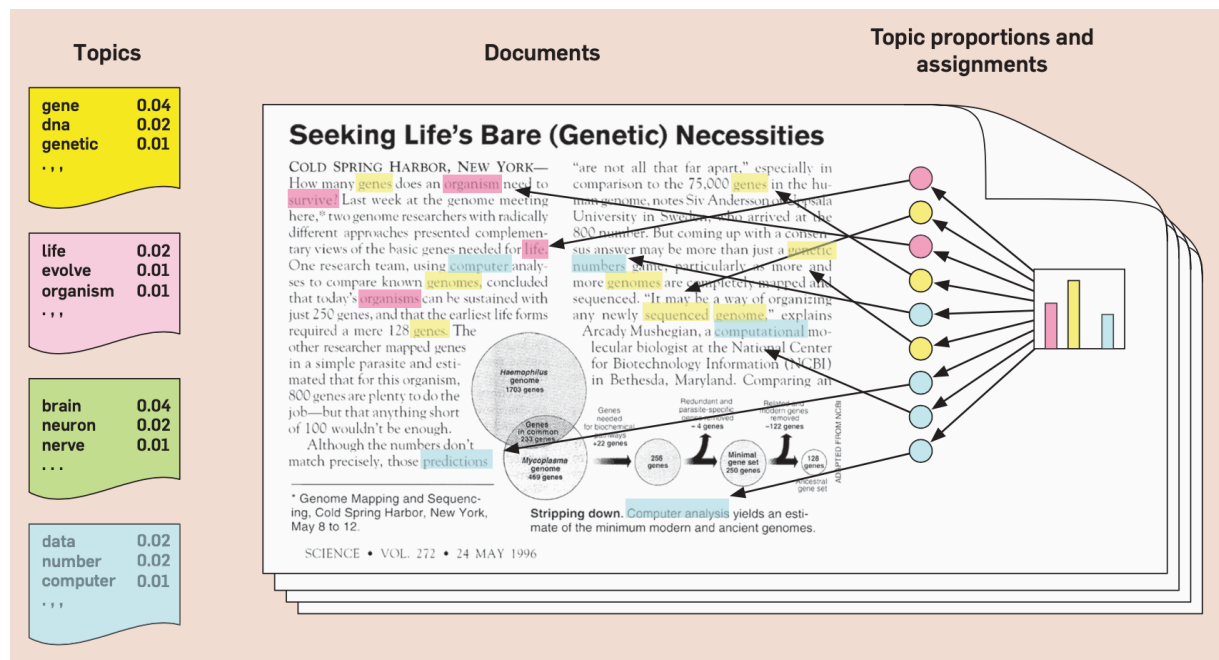 Topics
gene 0.04
dna 0.02
genetic 0.01
. , ,
life 0.02
evolve 0.01
organism 0.01
. , ,
brain 0.04
neuron 0.02
nerve 0.01
. . .
data 0.02
number 0.02
computer 0.01
. , ,
Documents
Seeking Life's Bare (Genetic) Necessities
COLD SPRING HARBOR, NEW YORK—
How many genes does an organism need to
survive? Last week at the genome meeting
here,* two genome researchers with radically
different approaches presented complemen-
tary views of the basic genes needed for life.
One research team, using computer analy-
ses to compare known genomes, concluded
that today's organisms can be sustained with
just 250 genes, and that the earliest life forms
required a mere 128 genes. The
other researcher mapped genes
in a simple parasite and esti-
mated that for this organism,
800 genes are plenty to do the
job—but that anything short
of 100 wouldn't be enough.
Although the numbers don't
match precisely, those predictions
* Genome Mapping and Sequenc-
ing, Cold Spring Harbor, New York,
May 8 to 12.
"are not all that far apart," especially in
comparison to the 75,000 genes in the hu-
man genome, notes Siv Andersson of Uppsala
University in Sweden, who arrived at the
800 number. But coming up with a consen-
sus answer may be more than just a genetic
numbers game, particularly as more and
more genomes are completely mapped and
sequenced. "It may be a way of organizing
any newly sequenced genome," explains
Arcady Mushegian, a computational mo-
lecular biologist at the National Center
for Biotechnology Information (NCBI)
in Bethesda, Maryland. Comparing an
Haemophilus
genome
1703 genes
Genes
in common
233 genes
Mycoplasma
genome
469 genes
Genes
needed
for biochemical
pathways
+22 genes
256
genes
Redundant and
parasite-specific
genes removed
– 4 genes
Minimal
gene set
250 genes
Related and
modern genes
removed
–122 genes
128
genes
Ancestral
gene set
ADAPTED FROM NCBI
Stripping down. Computer analysis yields an esti-
mate of the minimum modern and ancient genomes.
SCIENCE • VOL. 272 • 24 MAY 1996
Topic proportions and
assignments